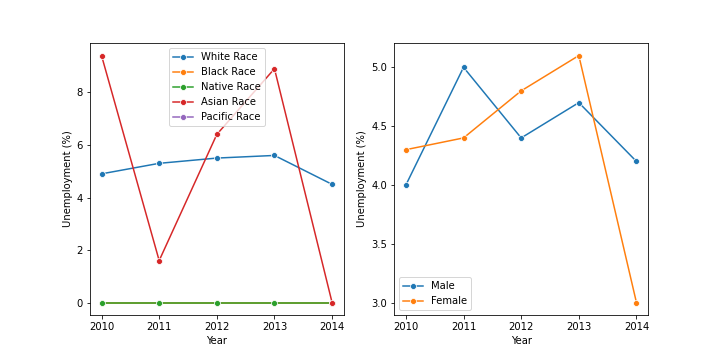 White Race
Black Race
Native Race
Asian Race
Pacific Race
Unemployment (%)
8
6
4
2
0
2010 2011 2012 2013 2014
Year
Unemployment (%)
5.0
4.5
4.0
3.5
3.0
Male
Female
2010 2011 2012 2013 2014
Year